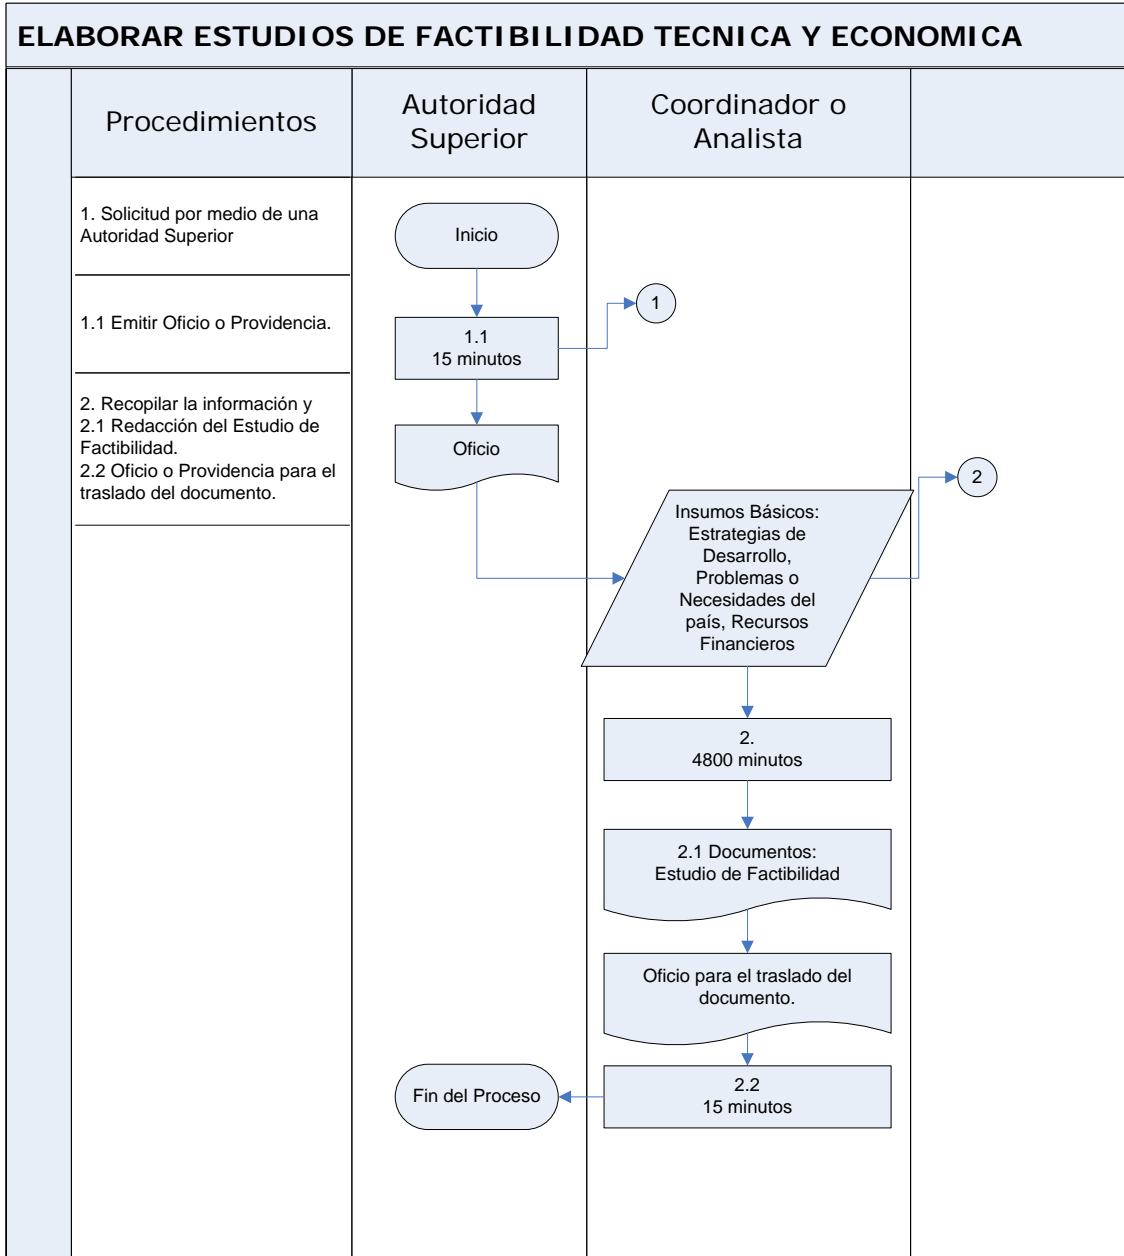 ELABORAR ESTUDIOS DE FACTIBILIDAD TECNICA Y ECONOMICA
Procedimientos
Autoridad
Superior
Coordinador o
Analista
1. Solicitud por medio de una
Autoridad Superior
Inicio
1
1.1 Emitir Oficio o Providencia.
1.1
15 minutos
2. Recopilar la información y
2.1 Redacción del Estudio de
Factibilidad.
2.2 Oficio o Providencia para el
traslado del documento.
Oficio
2
Insumos Básicos:
Estrategias de
Desarrollo,
Problemas o
Necesidades del
país, Recursos
Financieros
2.
4800 minutos
2.1 Documentos:
Estudio de Factibilidad
Oficio para el traslado del
documento.
2.2
15 minutos
Fin del Proceso